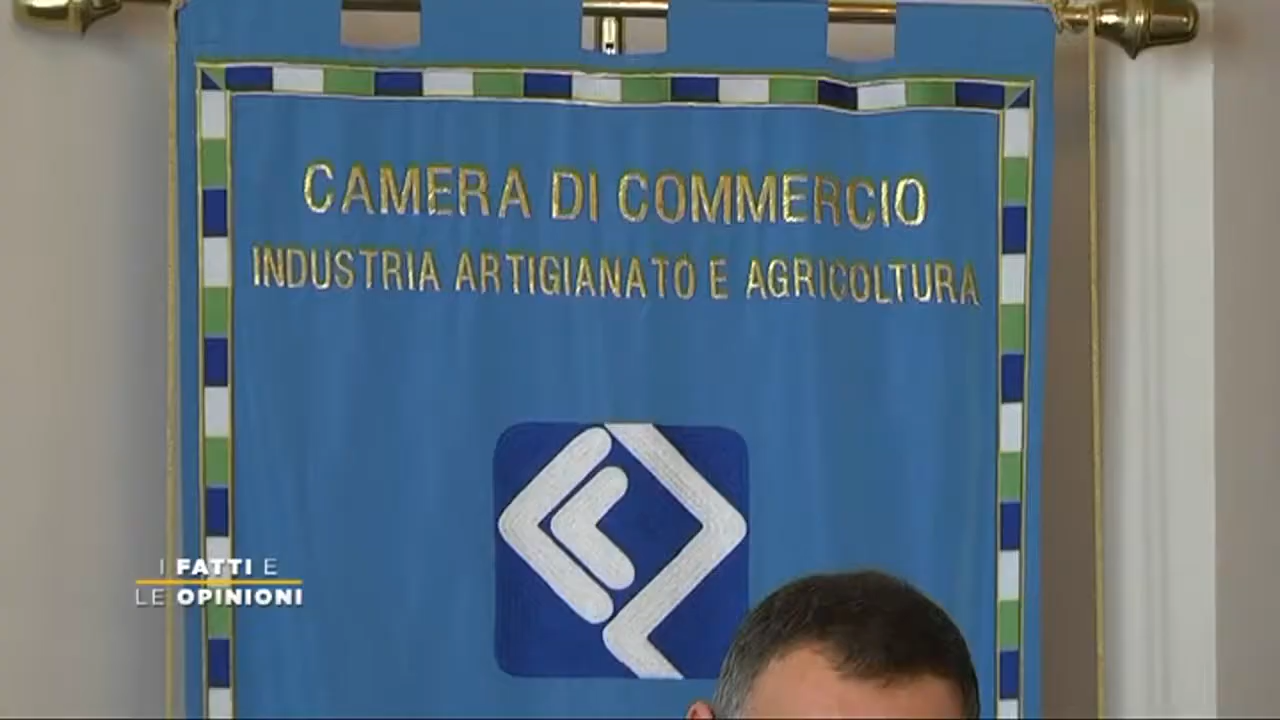 CAMERA DI COMMERCIO
INDUSTRIA ARTIGIANATO E AGRICOLTURA
I FATTI E
LE OPINIONI